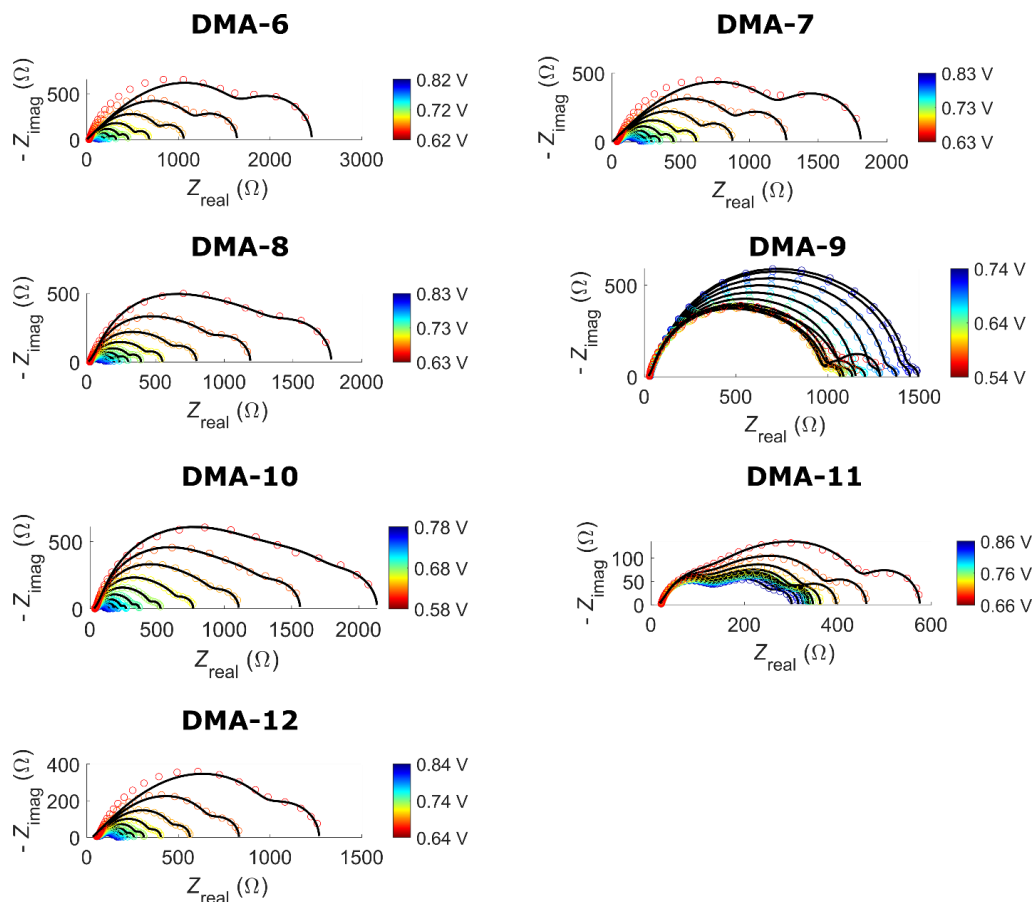 DMA-6
- Z_imag (Ω)
500
0
0 1000 2000 3000
Z_real (Ω)
0.82 V
0.72 V
0.62 V
DMA-7
- Z_imag (Ω)
400
200
0
0 500 1000 1500 2000
Z_real (Ω)
0.83 V
0.73 V
0.63 V
DMA-8
- Z_imag (Ω)
500
0
0 500 1000 1500 2000
Z_real (Ω)
0.83 V
0.73 V
0.63 V
DMA-9
- Z_imag (Ω)
400
200
0
0 500 1000 1500
Z_real (Ω)
0.74 V
0.64 V
0.54 V
DMA-10
- Z_imag (Ω)
500
0
0 500 1000 1500 2000
Z_real (Ω)
0.78 V
0.68 V
0.58 V
DMA-11
- Z_imag (Ω)
100
50
0
0 200 400 600
Z_real (Ω)
0.86 V
0.76 V
0.66 V
DMA-12
- Z_imag (Ω)
400
200
0
0 500 1000 1500
Z_real (Ω)
0.84 V
0.74 V
0.64 V